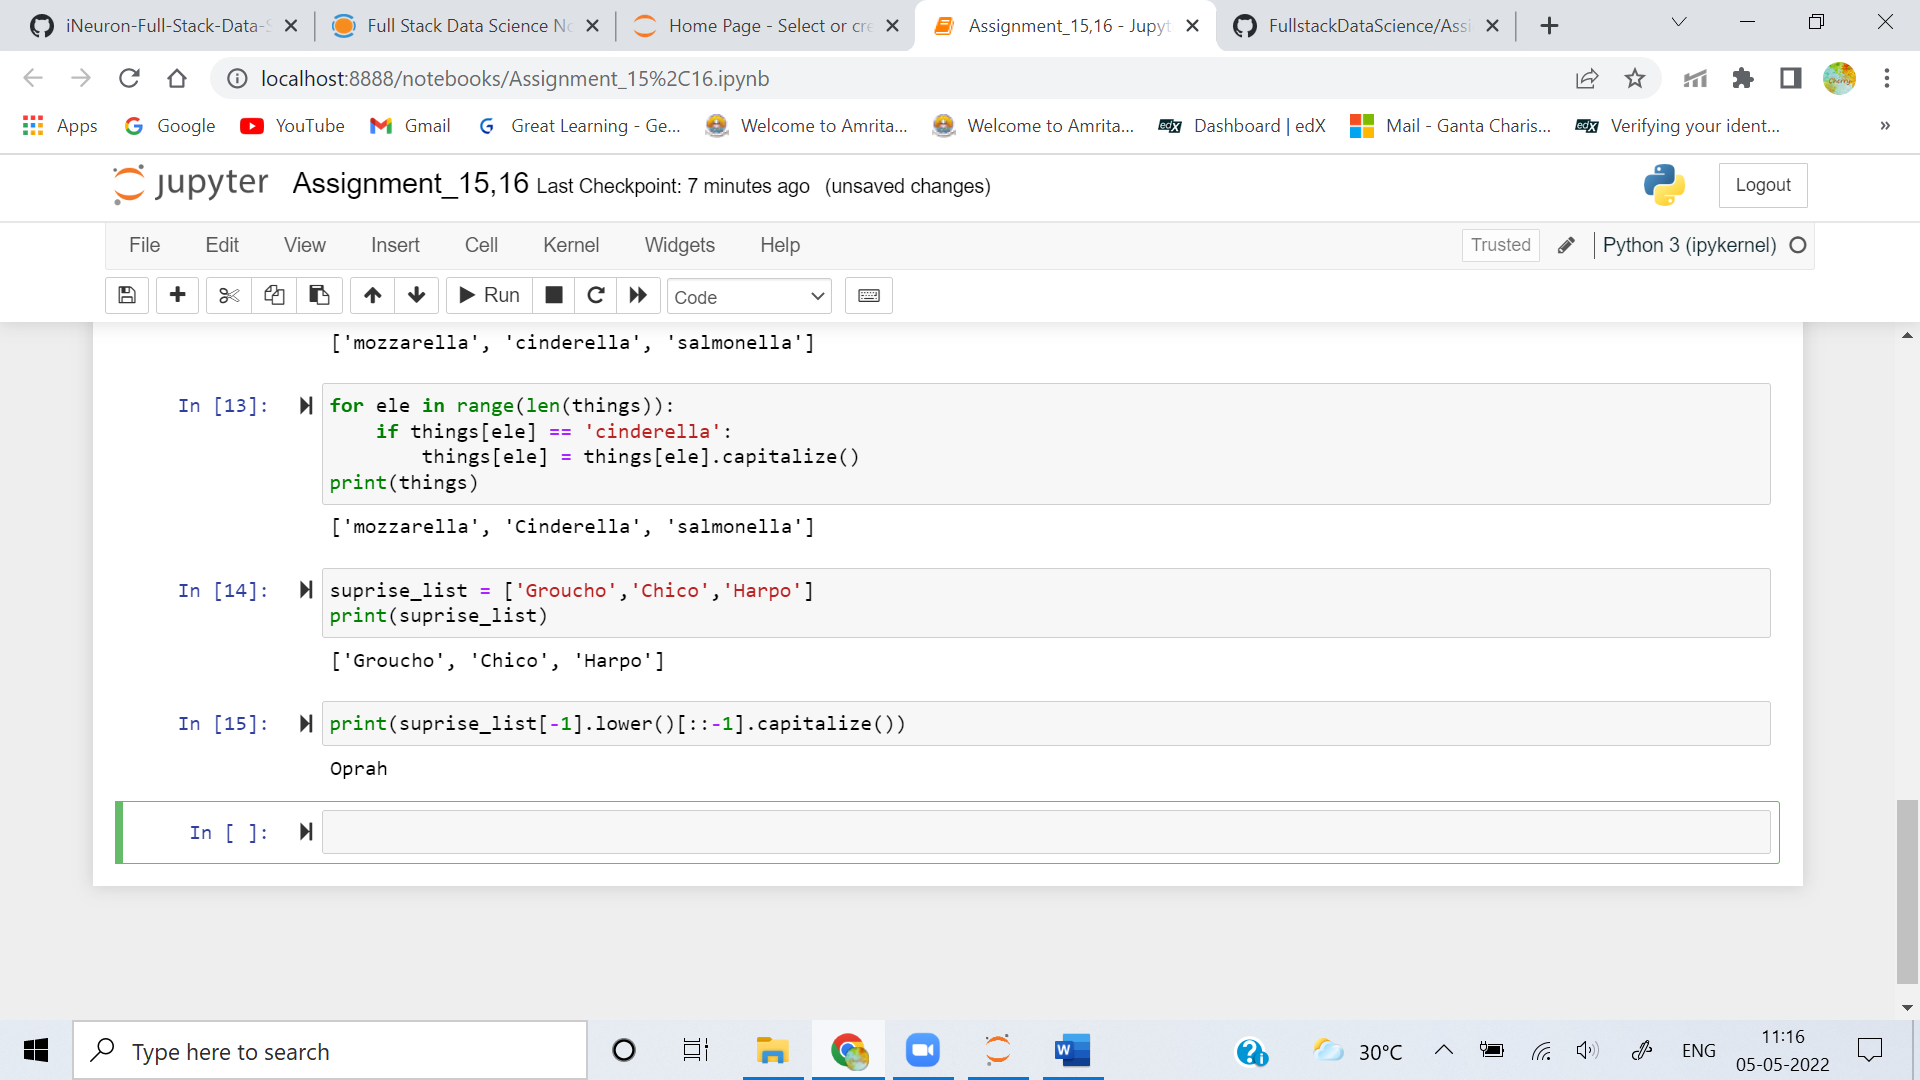 iNeuron-Full-Stack-Data-S
Full Stack Data Science No
Home Page - Select or cre
Assignment_15,16 - Jupyt
FullstackDataScience/Assi
localhost:8888/notebooks/Assignment_15%2C16.ipynb
Apps
Google
YouTube
Gmail
Great Learning - Ge...
Welcome to Amrita...
Welcome to Amrita...
edX Dashboard | edX
Mail - Ganta Charis...
edX Verifying your ident...
»
jupyter Assignment_15,16 Last Checkpoint: 7 minutes ago (unsaved changes)
Logout
File Edit View Insert Cell Kernel Widgets Help
Trusted Python 3 (ipykernel)
Run Code
['mozzarella', 'cinderella', 'salmonella']
In [13]: for ele in range(len(things)):
if things[ele] == 'cinderella':
things[ele] = things[ele].capitalize()
print(things)
['mozzarella', 'Cinderella', 'salmonella']
In [14]: suprise_list = ['Groucho','Chico','Harpo']
print(suprise_list)
['Groucho', 'Chico', 'Harpo']
In [15]: print(suprise_list[-1].lower()[::-1].capitalize())
Oprah
In [ ]:
Type here to search
30°C
ENG
11:16
05-05-2022